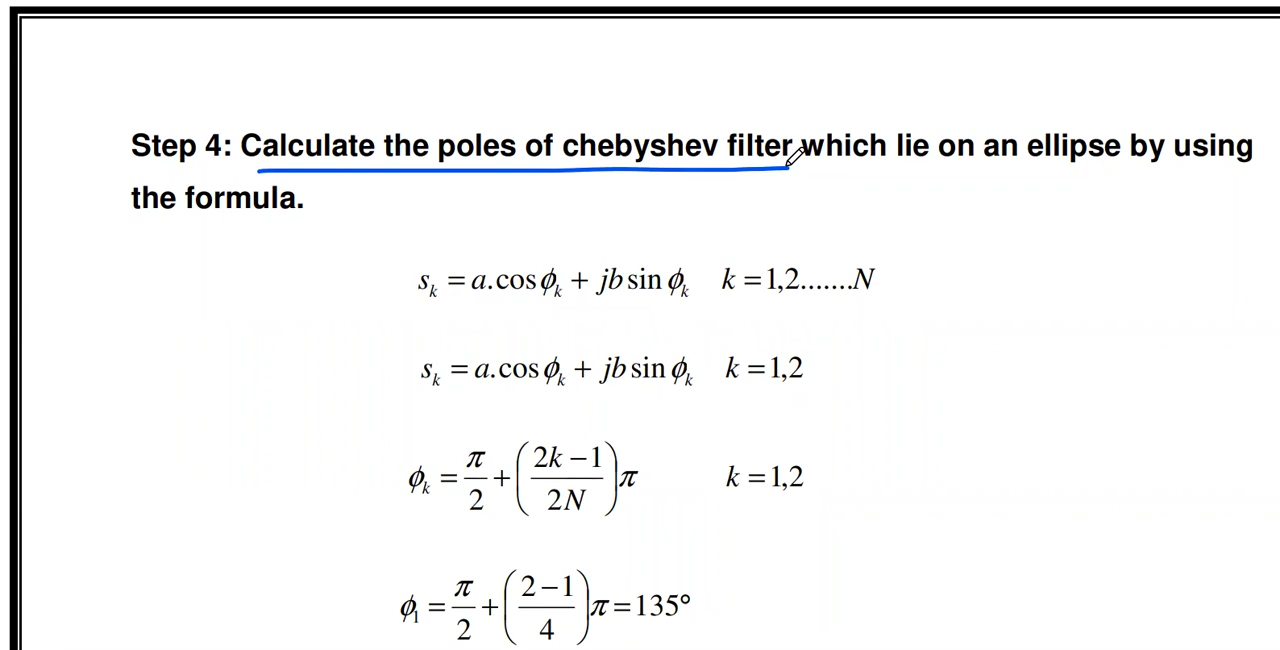 Step 4: Calculate the poles of chebyshev filter which lie on an ellipse by using
the formula.
s_k = a.cos ϕ_k + jb sin ϕ_k    k = 1,2.......N
s_k = a.cos ϕ_k + jb sin ϕ_k    k = 1,2
ϕ_k = π/2 + ((2k − 1)/(2N))π    k = 1,2
ϕ_1 = π/2 + ((2 − 1)/4)π = 135°